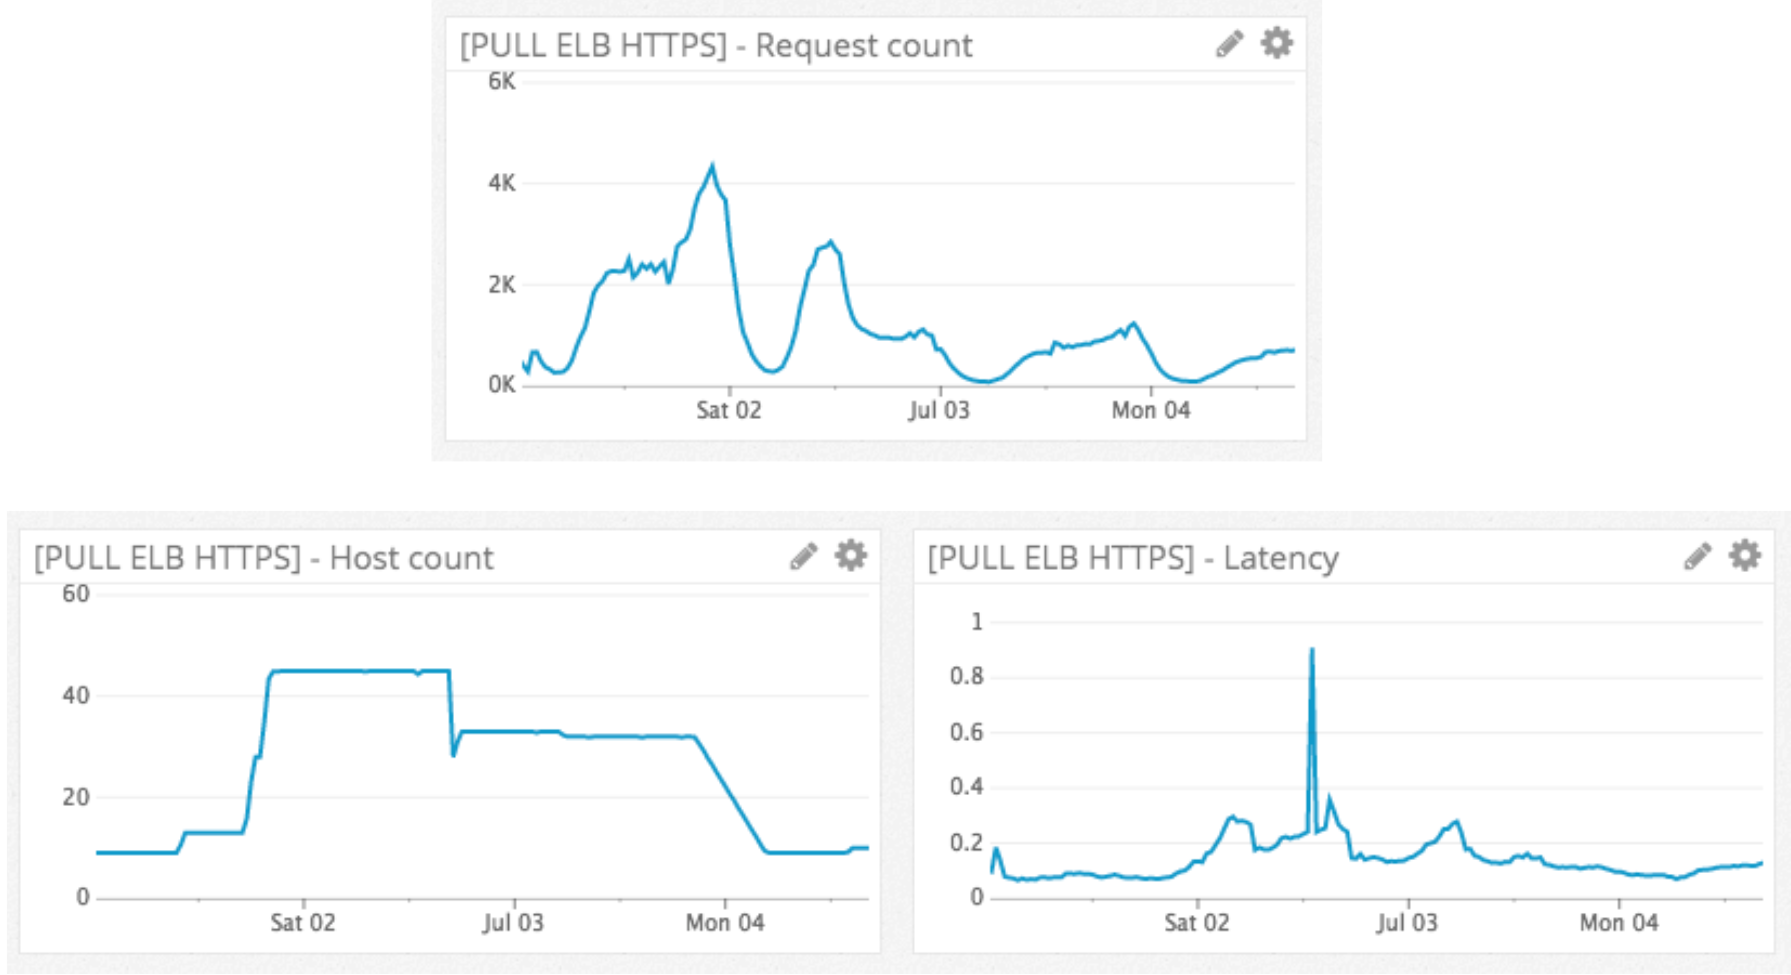 [PULL ELB HTTPS] - Request count
6K
4K
2K
0K
Sat 02 Jul 03 Mon 04
[PULL ELB HTTPS] - Host count
60
40
20
0
Sat 02 Jul 03 Mon 04
[PULL ELB HTTPS] - Latency
1
0.8
0.6
0.4
0.2
0
Sat 02 Jul 03 Mon 04